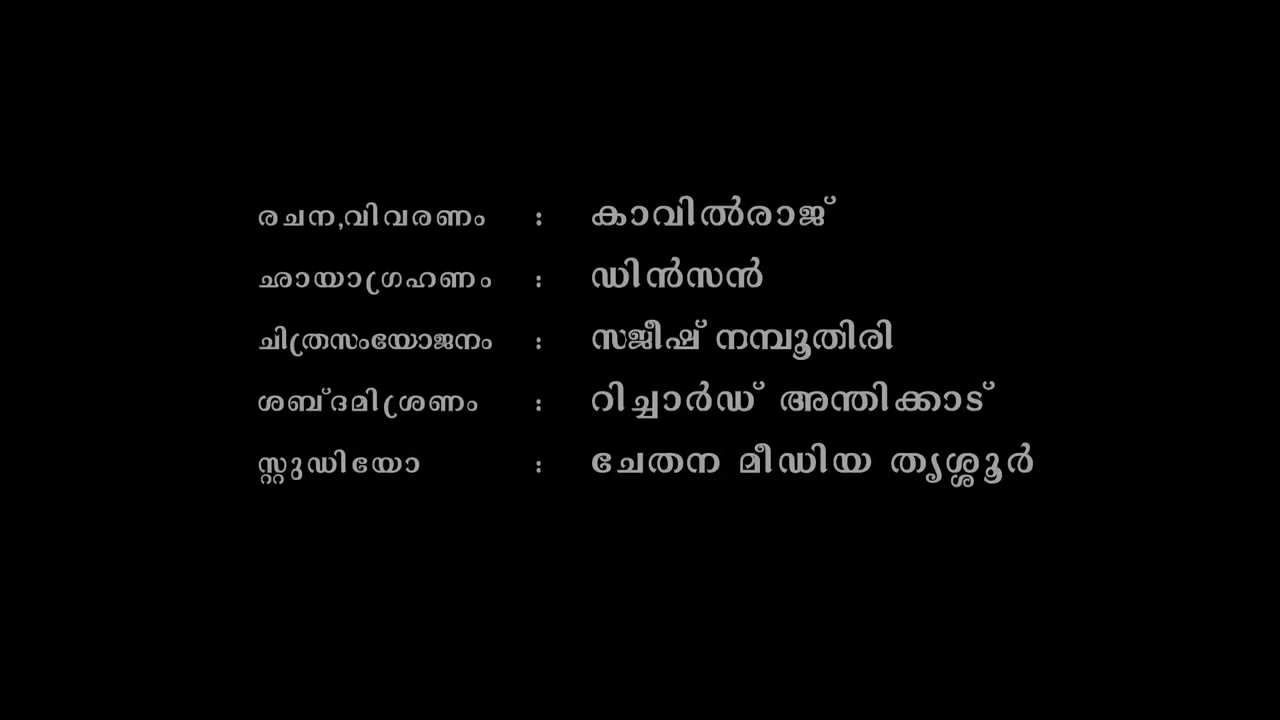 രചന,വിവരണം : കാവിൽരാജ്
ഛായാഗ്രഹണം : ഡിൻസൻ
ചിത്രസംയോജനം : സജീഷ് നമ്പൂതിരി
ശബ്ദമിശ്രണം : റിച്ചാർഡ് അന്തിക്കാട്
സ്റ്റുഡിയോ : ചേതന മീഡിയ തൃശ്ശൂർ